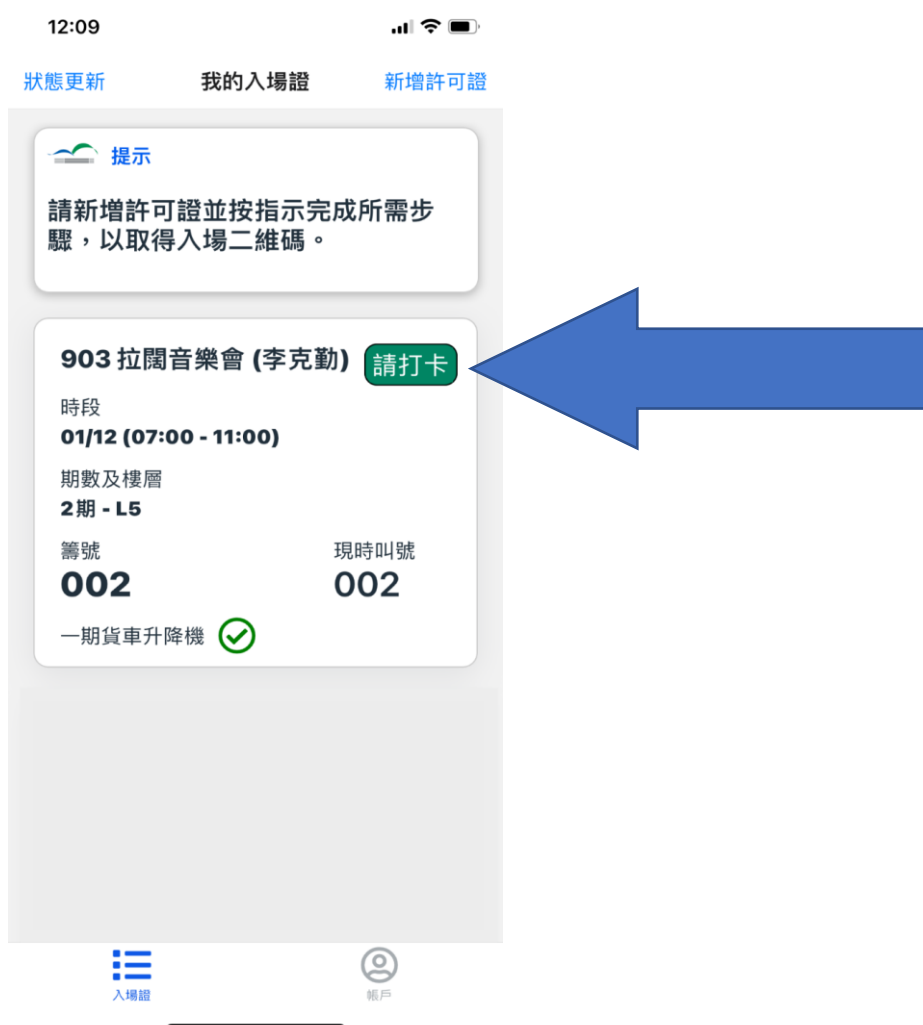 12:09
狀態更新 我的入場證 新增許可證
提示
請新增許可證並按指示完成所需步
驟，以取得入場二維碼。
903 拉闊音樂會 (李克勤) 請打卡
時段
01/12 (07:00 - 11:00)
期數及樓層
2期 - L5
籌號 現時叫號
002 002
一期貨車升降機
入場證 帳戶